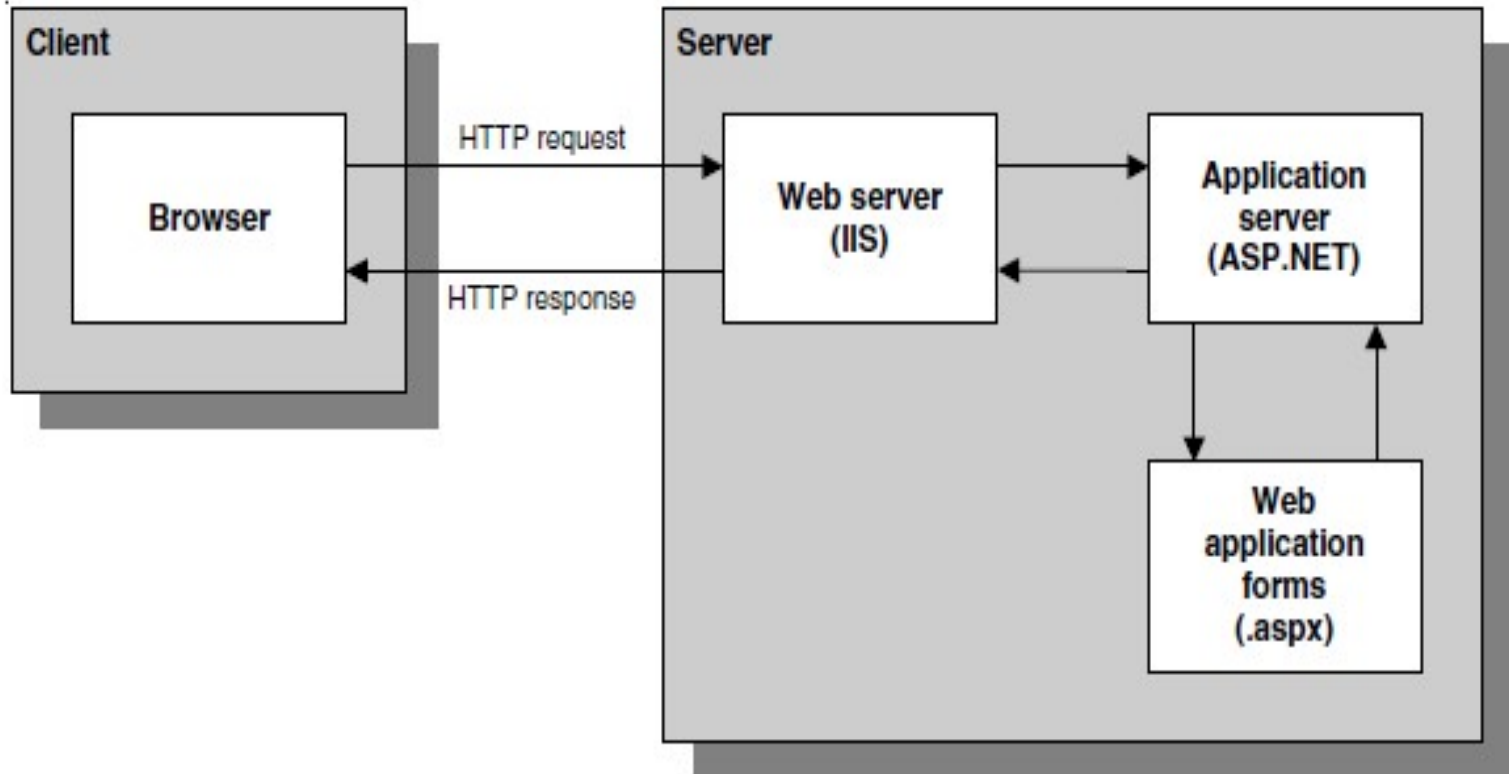 Client
Browser
HTTP request
HTTP response
Server
Web server
(IIS)
Application
server
(ASP.NET)
Web
application
forms
(.aspx)